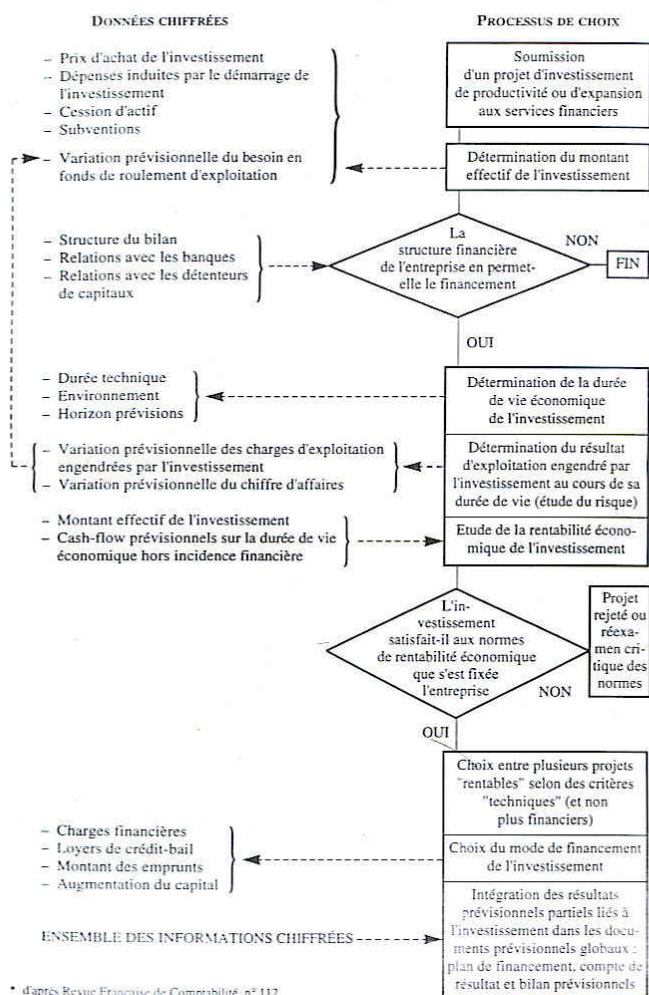 DONNÉES CHIFFRÉES
PROCESSUS DE CHOIX
– Prix d'achat de l'investissement
– Dépenses induites par le démarrage de
l'investissement
– Cession d'actif
– Subventions
– Variation prévisionnelle du besoin en
fonds de roulement d'exploitation
Soumission
d'un projet d'investissement
de productivité ou d'expansion
aux services financiers
Détermination du montant
effectif de l'investissement
– Structure du bilan
– Relations avec les banques
– Relations avec les détenteurs
de capitaux
La
structure financière
de l'entreprise en permet-
elle le financement
NON
FIN
OUI
– Durée technique
– Environnement
– Horizon prévisions
Détermination de la durée
de vie économique
de l'investissement
– Variation prévisionnelle des charges d'exploitation
engendrées par l'investissement
– Variation prévisionnelle du chiffre d'affaires
Détermination du résultat
d'exploitation engendré par
l'investissement au cours de sa
durée de vie (étude du risque)
– Montant effectif de l'investissement
– Cash-flow prévisionnels sur la durée de vie
économique hors incidence financière
Etude de la rentabilité écono-
mique de l'investissement
L'in-
vestissement
satisfait-il aux normes
de rentabilité économique
que s'est fixée
l'entreprise
NON
Projet
rejeté ou
réexa-
men cri-
tique des
normes
OUI
Choix entre plusieurs projets
"rentables" selon des critères
"techniques" (et non
plus financiers)
– Charges financières
– Loyers de crédit-bail
– Montant des emprunts
– Augmentation du capital
Choix du mode de financement
de l'investissement
ENSEMBLE DES INFORMATIONS CHIFFRÉES
Intégration des résultats
prévisionnels partiels liés à
l'investissement dans les docu-
ments prévisionnels globaux :
plan de financement, compte de
résultat et bilan prévisionnels
* d'après Revue Française de Comptabilité, n° 112